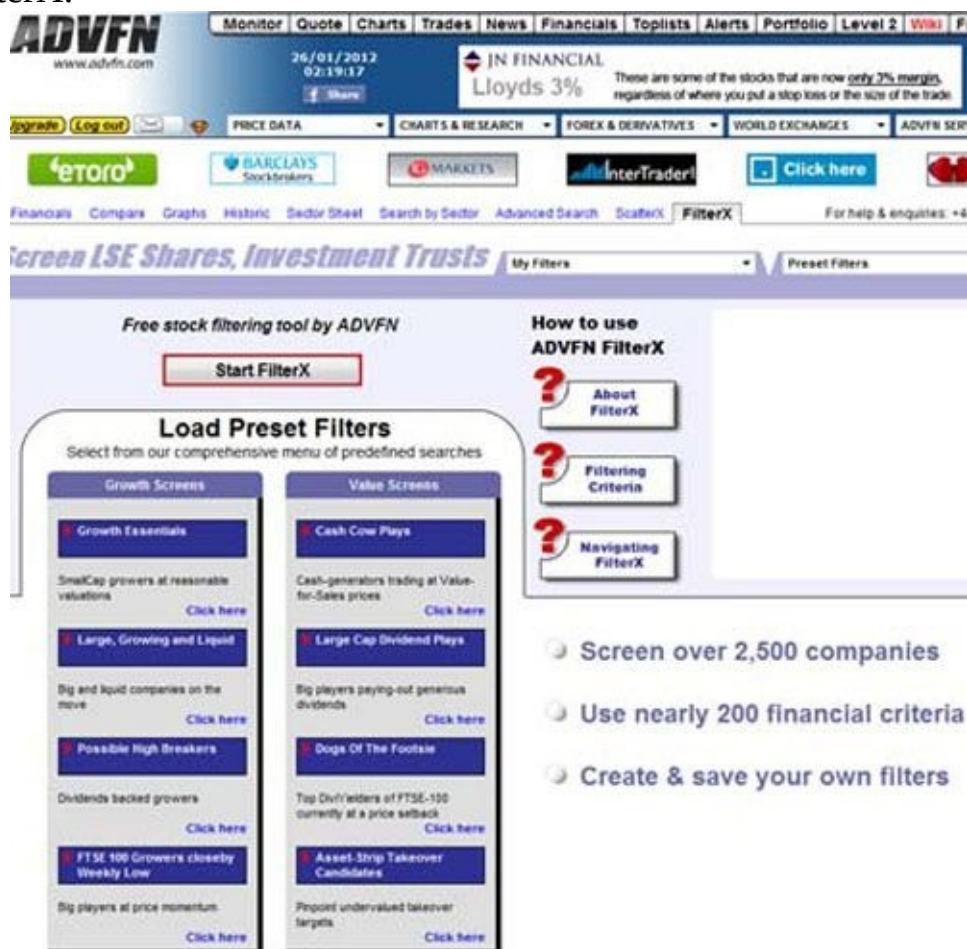 ADVFN
www.advfn.com
Monitor Quote Charts Trades News Financials Toplists Alerts Portfolio Level 2 Wiki F
26/01/2012
02:19:17
f Share
JN FINANCIAL
Lloyds 3%
These are some of the stocks that are now only 3% margin,
regardless of where you put a stop loss or the size of the trade.
Upgrade Log out PRICE DATA CHARTS & RESEARCH FOREX & DERIVATIVES WORLD EXCHANGES ADVFN SER
eToro BARCLAYS Stockbrokers MARKETS InterTrader Click here
Financials Compare Graphs Historic Sector Sheet Search by Sector Advanced Search ScatterX FilterX For help & enquiries: +4
Screen LSE Shares, Investment Trusts My Filters Preset Filters
Free stock filtering tool by ADVFN
Start FilterX
How to use
ADVFN FilterX
About
FilterX
Filtering
Criteria
Navigating
FilterX
Load Preset Filters
Select from our comprehensive menu of predefined searches
Growth Screens
Growth Essentials
SmallCap growers at reasonable
valuations
Click here
Large, Growing and Liquid
Big and liquid companies on the
move
Click here
Possible High Breakers
Dividends backed growers
Click here
FTSE 100 Growers closeby
Weekly Low
Big players at price momentum
Click here
Value Screens
Cash Cow Plays
Cash-generators trading at Value-
for-Sales prices
Click here
Large Cap Dividend Plays
Big players paying-out generous
dividends
Click here
Dogs Of The Footsie
Top DivYielders of FTSE-100
currently at a price setback
Click here
Asset-Strip Takeover
Candidates
Pinpoint undervalued takeover
targets
Click here
Screen over 2,500 companies
Use nearly 200 financial criteria
Create & save your own filters